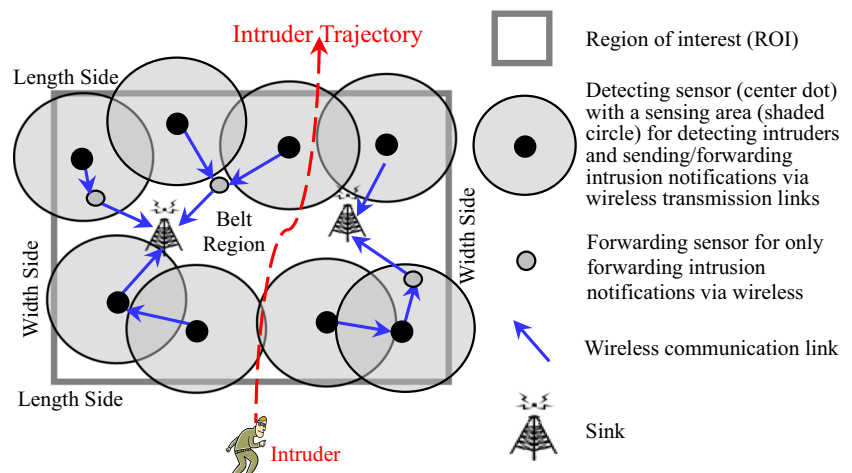 Intruder Trajectory
Length Side
Belt
Region
Width Side
Width Side
Length Side
Intruder
Region of interest (ROI)
Detecting sensor (center dot)
with a sensing area (shaded
circle) for detecting intruders
and sending/forwarding
intrusion notifications via
wireless transmission links
Forwarding sensor for only
forwarding intrusion
notifications via wireless
Wireless communication link
Sink